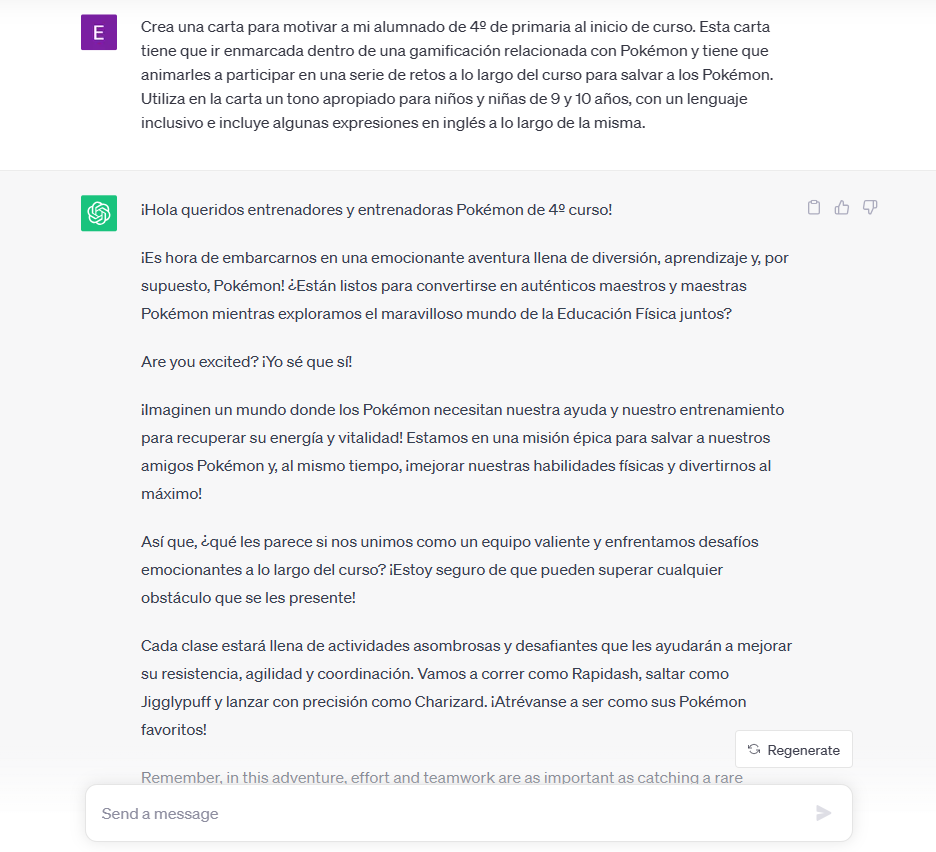 E
Crea una carta para motivar a mi alumnado de 4º de primaria al inicio de curso. Esta carta
tiene que ir enmarcada dentro de una gamificación relacionada con Pokémon y tiene que
animarles a participar en una serie de retos a lo largo del curso para salvar a los Pokémon.
Utiliza en la carta un tono apropiado para niños y niñas de 9 y 10 años, con un lenguaje
inclusivo e incluye algunas expresiones en inglés a lo largo de la misma.
¡Hola queridos entrenadores y entrenadoras Pokémon de 4º curso!
¡Es hora de embarcarnos en una emocionante aventura llena de diversión, aprendizaje y, por
supuesto, Pokémon! ¿Están listos para convertirse en auténticos maestros y maestras
Pokémon mientras exploramos el maravilloso mundo de la Educación Física juntos?
Are you excited? ¡Yo sé que sí!
¡Imaginen un mundo donde los Pokémon necesitan nuestra ayuda y nuestro entrenamiento
para recuperar su energía y vitalidad! Estamos en una misión épica para salvar a nuestros
amigos Pokémon y, al mismo tiempo, ¡mejorar nuestras habilidades físicas y divertirnos al
máximo!
Así que, ¿qué les parece si nos unimos como un equipo valiente y enfrentamos desafíos
emocionantes a lo largo del curso? ¡Estoy seguro de que pueden superar cualquier
obstáculo que se les presente!
Cada clase estará llena de actividades asombrosas y desafiantes que les ayudarán a mejorar
su resistencia, agilidad y coordinación. Vamos a correr como Rapidash, saltar como
Jigglypuff y lanzar con precisión como Charizard. ¡Atrévanse a ser como sus Pokémon
favoritos!
Regenerate
Remember, in this adventure, effort and teamwork are as important as catching a rare
Send a message